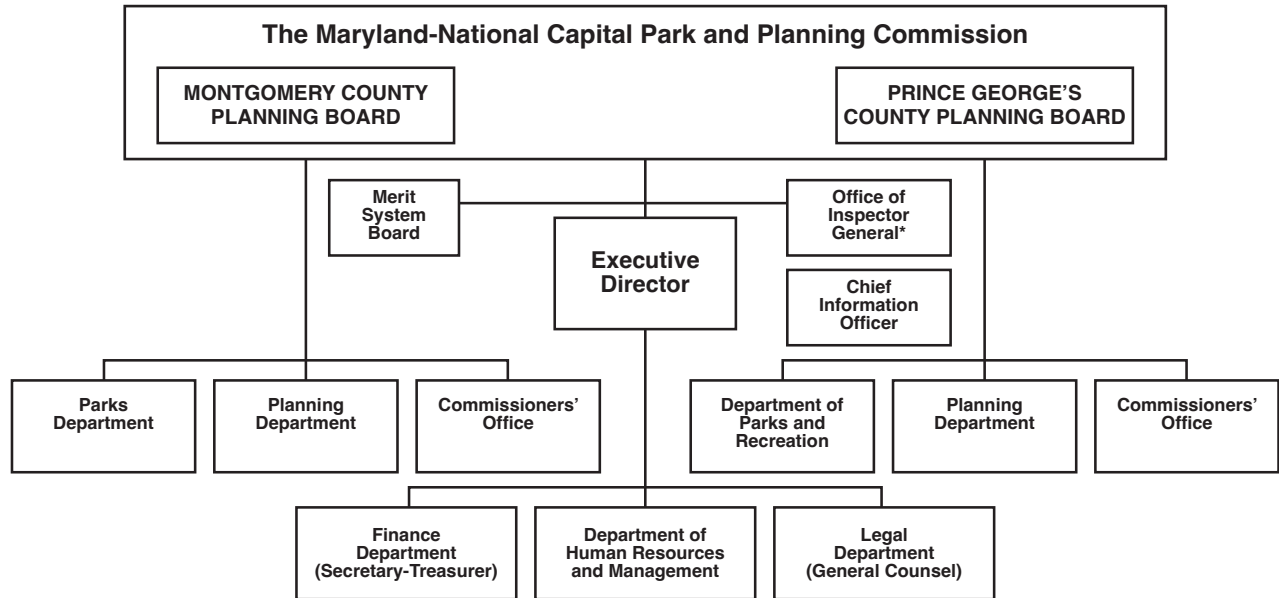 The Maryland-National Capital Park and Planning Commission
MONTGOMERY COUNTY
PLANNING BOARD
PRINCE GEORGE'S
COUNTY PLANNING BOARD
Merit
System
Board
Office of
Inspector
General*
Executive
Director
Chief
Information
Officer
Parks
Department
Planning
Department
Commissioners'
Office
Department of
Parks and
Recreation
Planning
Department
Commissioners'
Office
Finance
Department
(Secretary-Treasurer)
Department of
Human Resources
and Management
Legal
Department
(General Counsel)